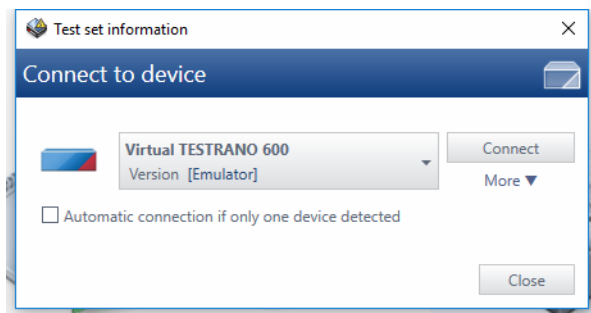 Test set information
Connect to device
Virtual TESTRANO 600
Version [Emulator]
Connect
More ▼
Automatic connection if only one device detected
Close